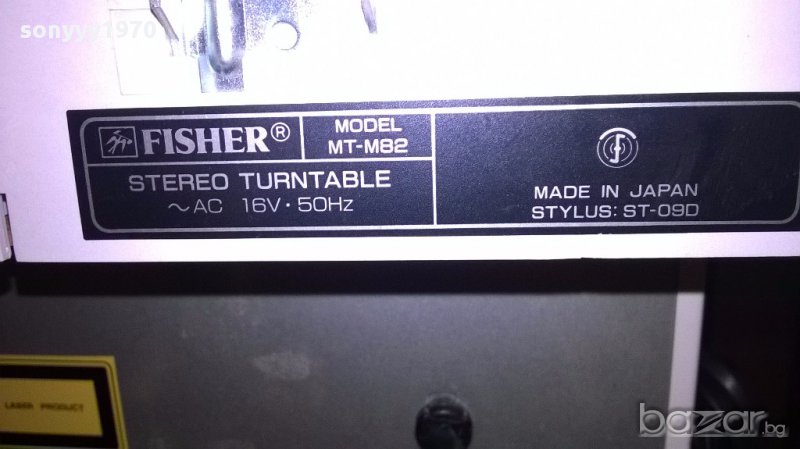 sonyyy1970
FISHER®
MODEL
MT-M82
STEREO TURNTABLE
~AC 16V·50Hz
MADE IN JAPAN
STYLUS: ST-09D
LASER PRODUCT
bazar.bg